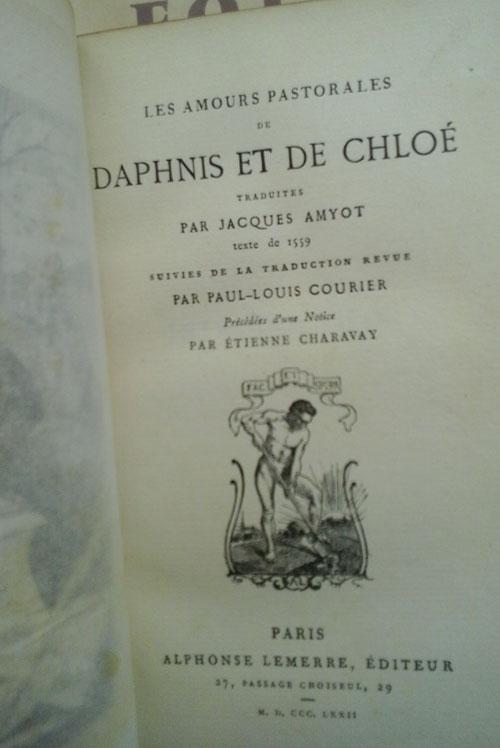 LES AMOURS PASTORALES
DE
DAPHNIS ET DE CHLOÉ
TRADUITES
PAR JACQUES AMYOT
texte de 1559
SUIVIES DE LA TRADUCTION REVUE
PAR PAUL-LOUIS COURIER
Précédées d'une Notice
PAR ÉTIENNE CHARAVAY
FAC ET SPERA
AL
PARIS
ALPHONSE LEMERRE, ÉDITEUR
27, PASSAGE CHOISEUL, 29
M. D. CCC. LXXII